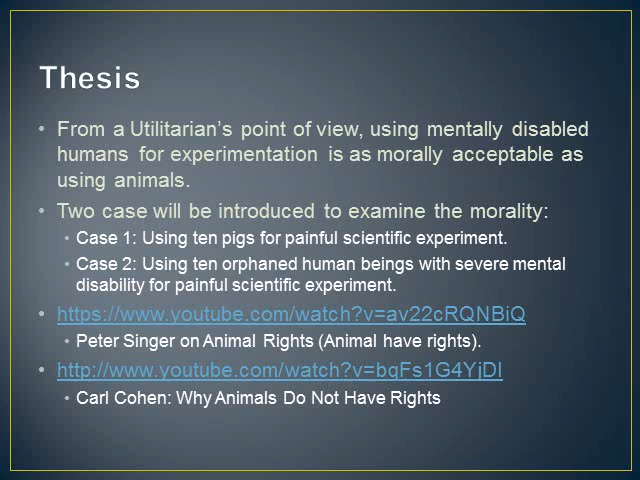 Thesis
• From a Utilitarian's point of view, using mentally disabled
humans for experimentation is as morally acceptable as
using animals.
• Two case will be introduced to examine the morality:
• Case 1: Using ten pigs for painful scientific experiment.
• Case 2: Using ten orphaned human beings with severe mental
disability for painful scientific experiment.
• https://www.youtube.com/watch?v=av22cRQNBiQ
• Peter Singer on Animal Rights (Animal have rights).
• http://www.youtube.com/watch?v=bqFs1G4YjDI
• Carl Cohen: Why Animals Do Not Have Rights